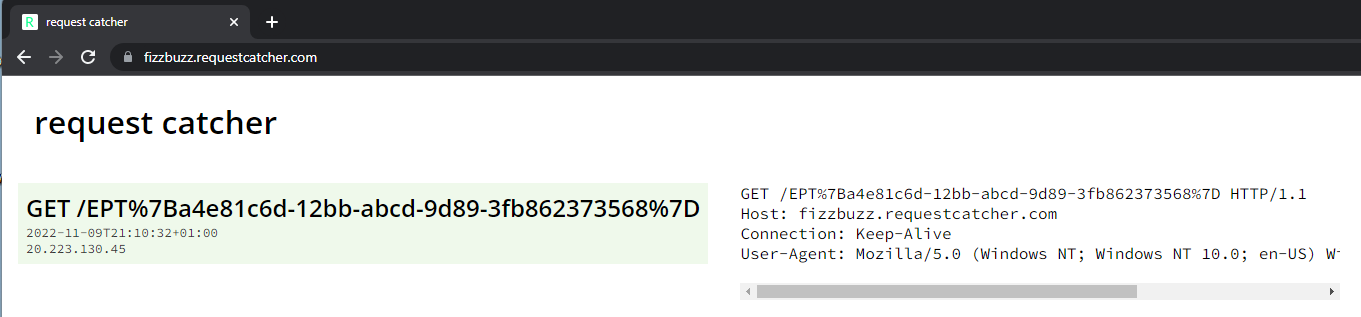 request catcher
fizzbuzz.requestcatcher.com
request catcher
GET /EPT%7Ba4e81c6d-12bb-abcd-9d89-3fb862373568%7D
2022-11-09T21:10:32+01:00
20.223.130.45
GET /EPT%7Ba4e81c6d-12bb-abcd-9d89-3fb862373568%7D HTTP/1.1
Host: fizzbuzz.requestcatcher.com
Connection: Keep-Alive
User-Agent: Mozilla/5.0 (Windows NT; Windows NT 10.0; en-US) W